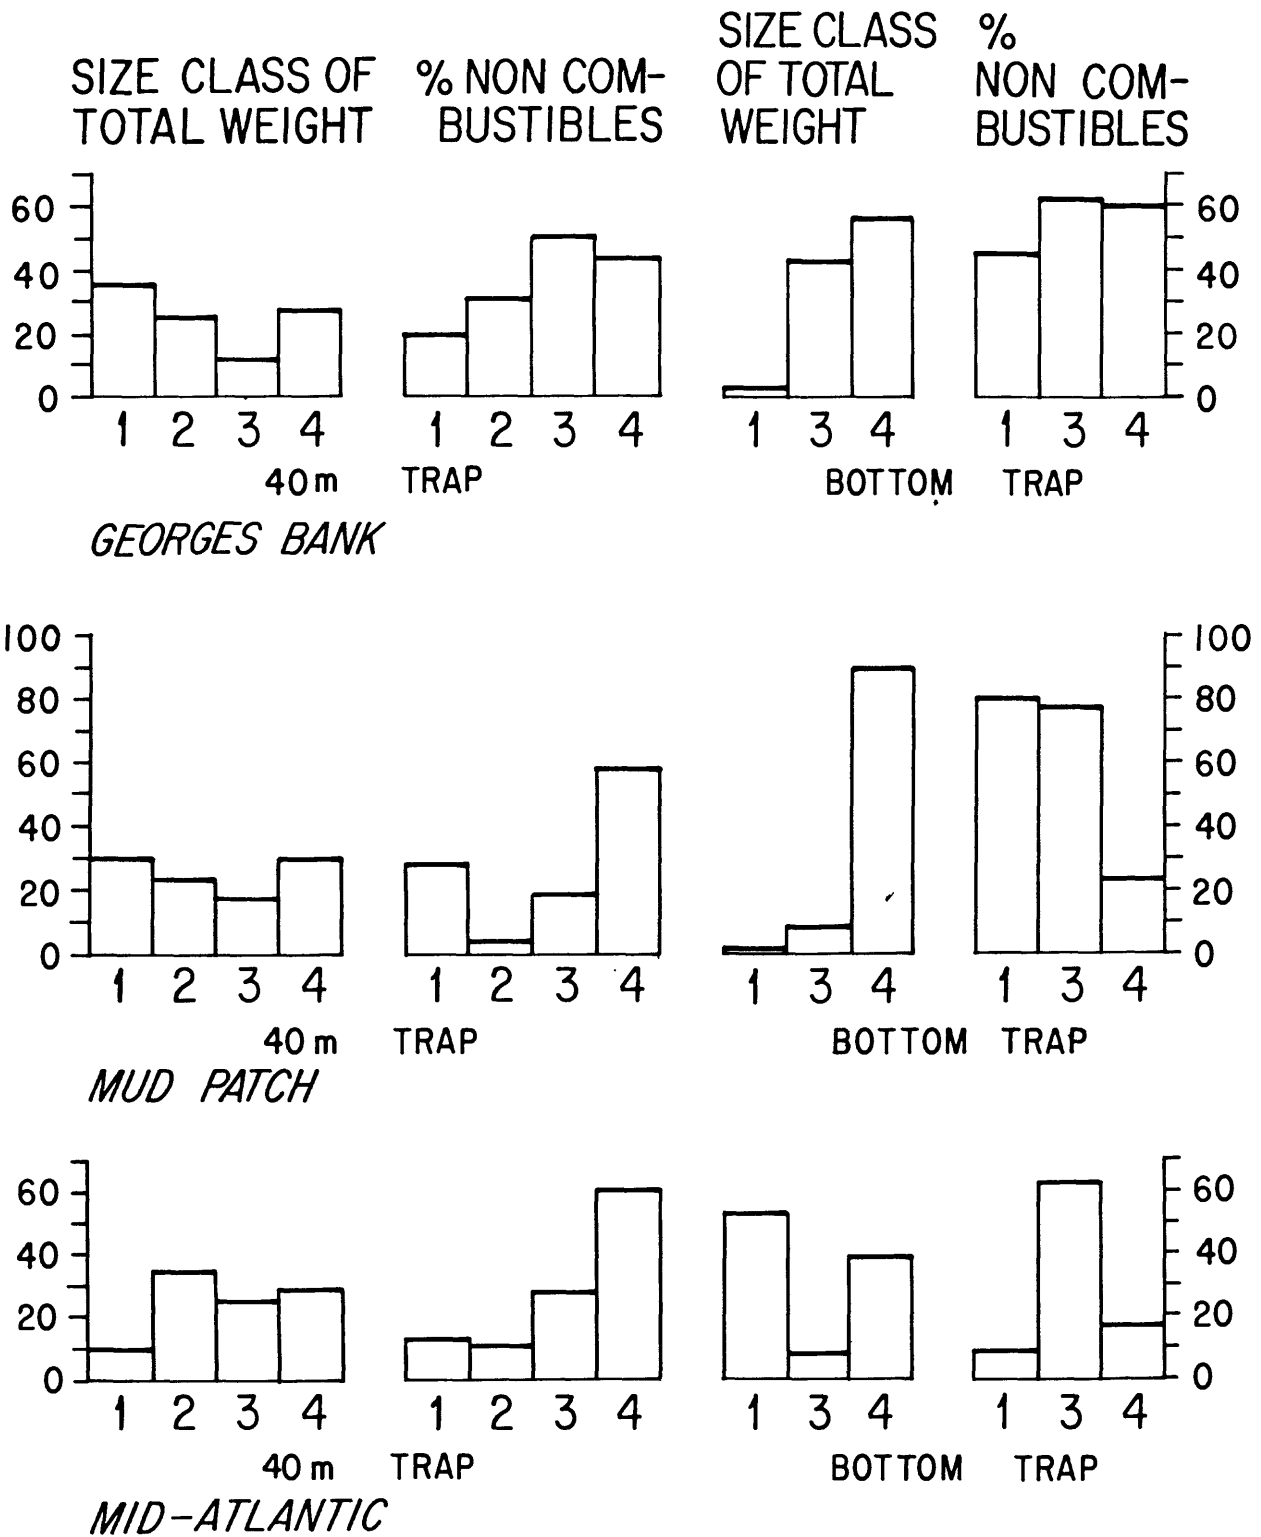 SIZE CLASS OF TOTAL WEIGHT
% NON COM-
BUSTIBLES
SIZE CLASS
OF TOTAL
WEIGHT
%
NON COM-
BUSTIBLES
60
40
20
0
60
40
20
0
1 2 3 4 1 2 3 4 1 3 4 1 3 4
40m TRAP BOTTOM TRAP
GEORGES BANK
100
80
60
40
20
0
100
80
60
40
20
0
1 2 3 4 1 2 3 4 1 3 4 1 3 4
40m TRAP BOTTOM TRAP
MUD PATCH
60
40
20
0
60
40
20
0
1 2 3 4 1 2 3 4 1 3 4 1 3 4
40m TRAP BOTTOM TRAP
MID-ATLANTIC